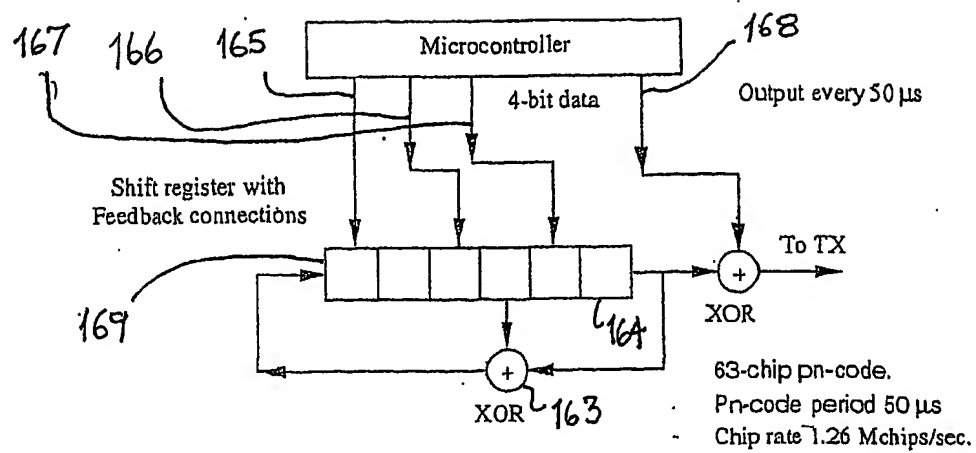 167 166 165
Microcontroller
168
4-bit data
Output every 50 µs
Shift register with
Feedback connections
To TX
XOR
169
164
XOR
163
63-chip pn-code.
Pn-code period 50 µs
Chip rate 1.26 Mchips/sec.